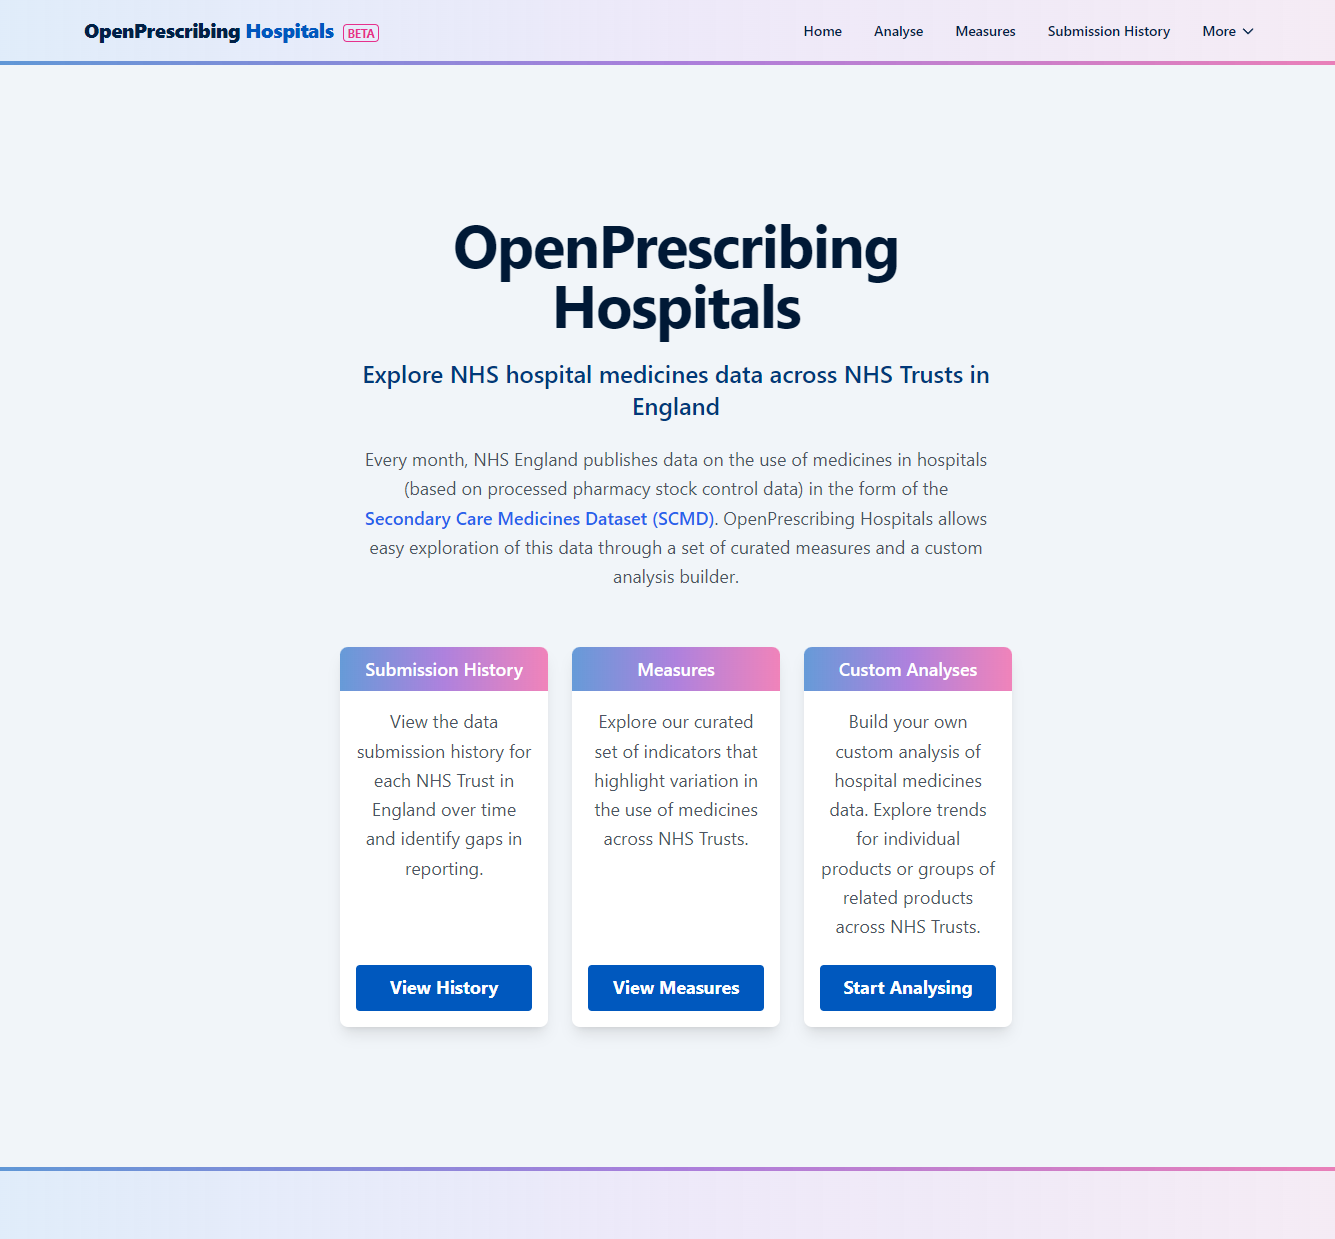 OpenPrescribing Hospitals BETA
Home Analyse Measures Submission History More
OpenPrescribing
Hospitals
Explore NHS hospital medicines data across NHS Trusts in
England
Every month, NHS England publishes data on the use of medicines in hospitals
(based on processed pharmacy stock control data) in the form of the
Secondary Care Medicines Dataset (SCMD). OpenPrescribing Hospitals allows
easy exploration of this data through a set of curated measures and a custom
analysis builder.
Submission History
View the data
submission history for
each NHS Trust in
England over time
and identify gaps in
reporting.
View History
Measures
Explore our curated
set of indicators that
highlight variation in
the use of medicines
across NHS Trusts.
View Measures
Custom Analyses
Build your own
custom analysis of
hospital medicines
data. Explore trends
for individual
products or groups of
related products
across NHS Trusts.
Start Analysing